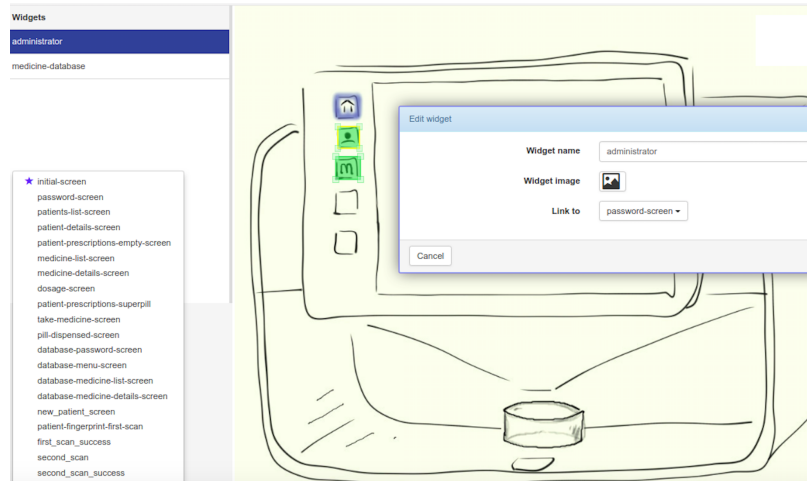 Widgets
administrator
medicine-database
initial-screen
password-screen
patients-list-screen
patient-details-screen
patient-prescriptions-empty-screen
medicine-list-screen
medicine-details-screen
dosage-screen
patient-prescriptions-superpill
take-medicine-screen
pill-dispensed-screen
database-password-screen
database-menu-screen
database-medicine-list-screen
database-medicine-details-screen
new_patient_screen
patient-fingerprint-first-scan
first_scan_success
second_scan
second_scan_success
m
Edit widget
Widget name administrator
Widget image
Link to password-screen
Cancel